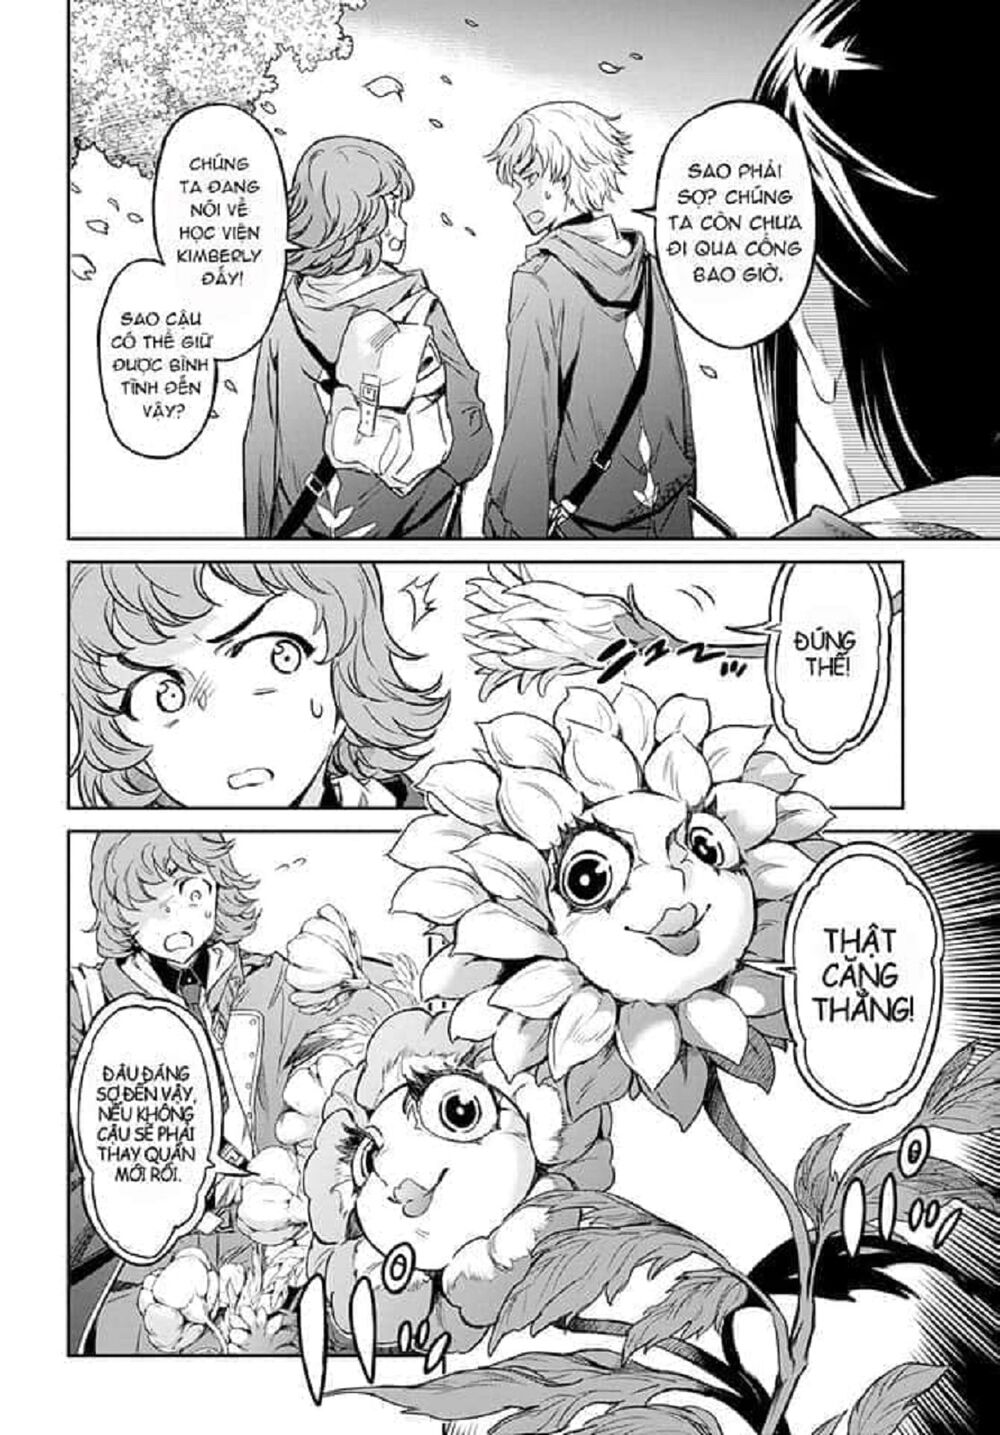 SAO PHẢI
SỢ? CHÚNG
TA CÒN CHƯA
ĐI QUA CỔNG
BAO GIỜ.
CHÚNG
TA ĐANG
NÓI VỀ
HỌC VIỆN
KIMBERLY
ĐẤY!
SAO CẬU
CÓ THỂ GIỮ
ĐƯỢC BÌNH
TĨNH ĐẾN
VẬY?
ĐÚNG
THẾ!
THẬT
CĂNG
THẲNG!
ĐÂU ĐÁNG
SỢ ĐẾN VẬY,
NẾU KHÔNG
CẬU SẼ PHẢI
THAY QUẦN
MỚI RỒI.